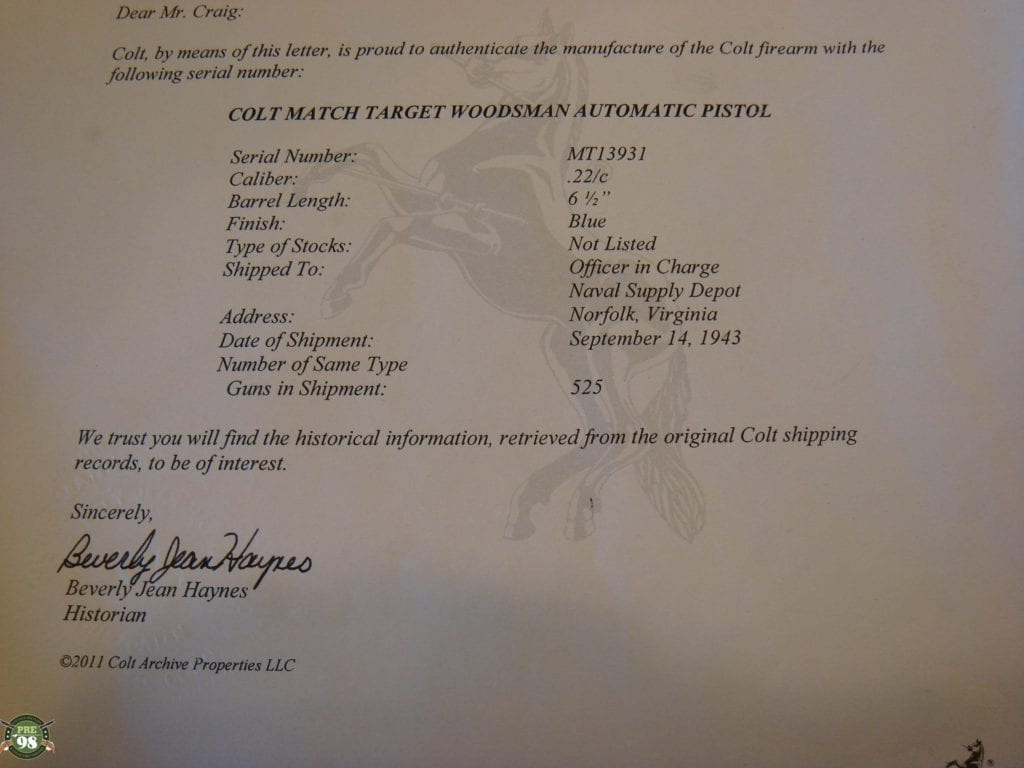 Dear Mr. Craig:
Colt, by means of this letter, is proud to authenticate the manufacture of the Colt firearm with the
following serial number:
COLT MATCH TARGET WOODSMAN AUTOMATIC PISTOL
Serial Number: MT13931
Caliber: .22/c
Barrel Length: 6 ½”
Finish: Blue
Type of Stocks: Not Listed
Shipped To: Officer in Charge
Naval Supply Depot
Address: Norfolk, Virginia
Date of Shipment: September 14, 1943
Number of Same Type
Guns in Shipment: 525
We trust you will find the historical information, retrieved from the original Colt shipping
records, to be of interest.
Sincerely,
Beverly Jean Haynes
Beverly Jean Haynes
Historian
©2011 Colt Archive Properties LLC
PRE
98
®